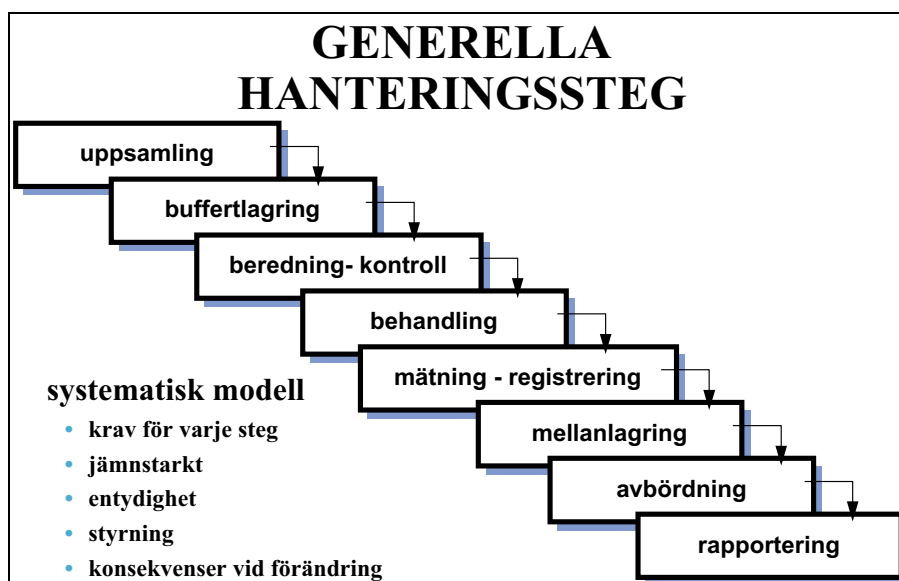 GENERELLA
HANTERINGSSTEG
uppsamling
buffertlagring
beredning- kontroll
behandling
mätning - registrering
mellanlagring
avbördning
rapportering
systematisk modell
• krav för varje steg
• jämnstarkt
• entydighet
• styrning
• konsekvenser vid förändring